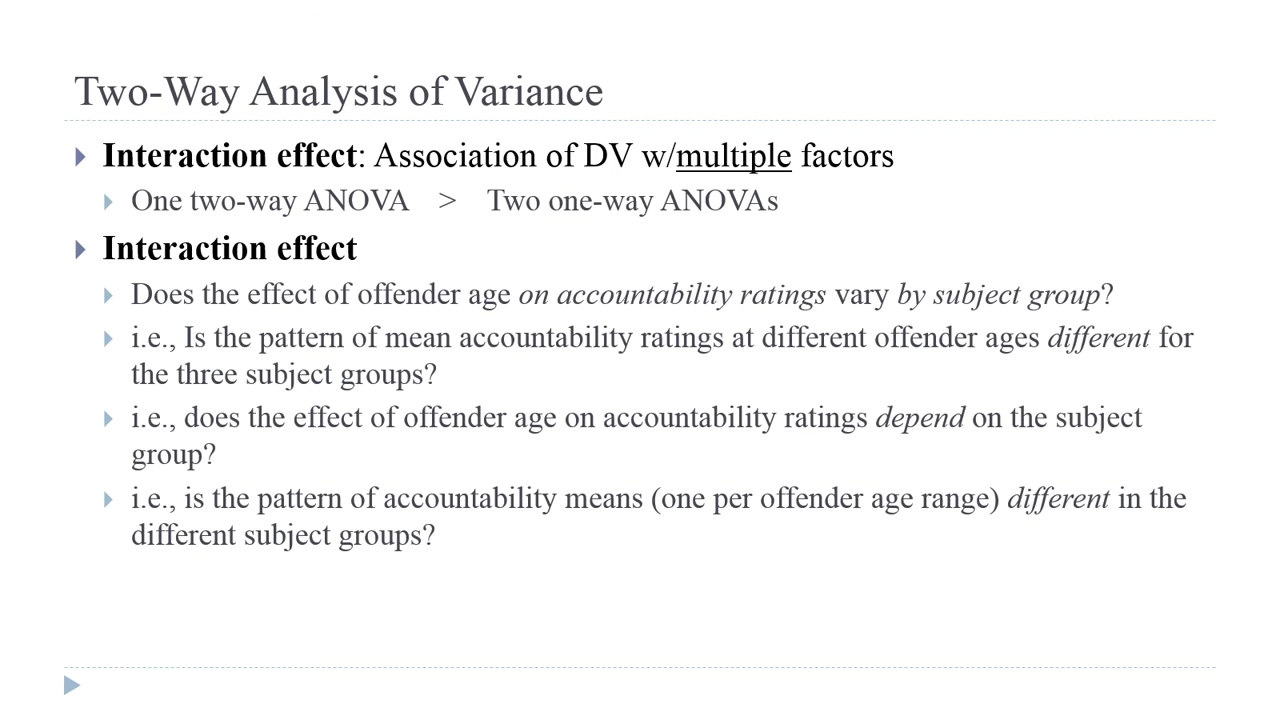 Two-Way Analysis of Variance
Interaction effect: Association of DV w/multiple factors
One two-way ANOVA > Two one-way ANOVAs
Interaction effect
Does the effect of offender age on accountability ratings vary by subject group?
i.e., Is the pattern of mean accountability ratings at different offender ages different for
the three subject groups?
i.e., does the effect of offender age on accountability ratings depend on the subject
group?
i.e., is the pattern of accountability means (one per offender age range) different in the
different subject groups?